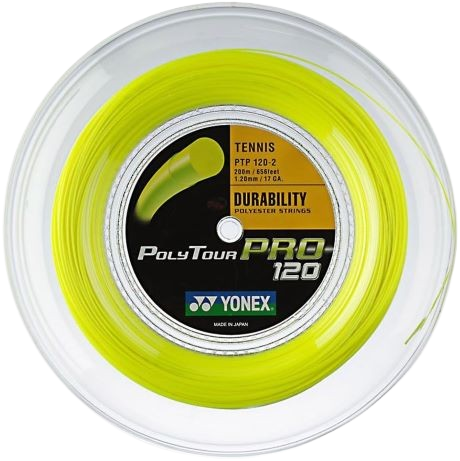 TENNIS
PTP 120-2
200m / 656feet
1.20mm / 17 GA.
DURABILITY
POLYESTER STRINGS
POLYTOUR PRO
120
YONEX
MADE IN JAPAN